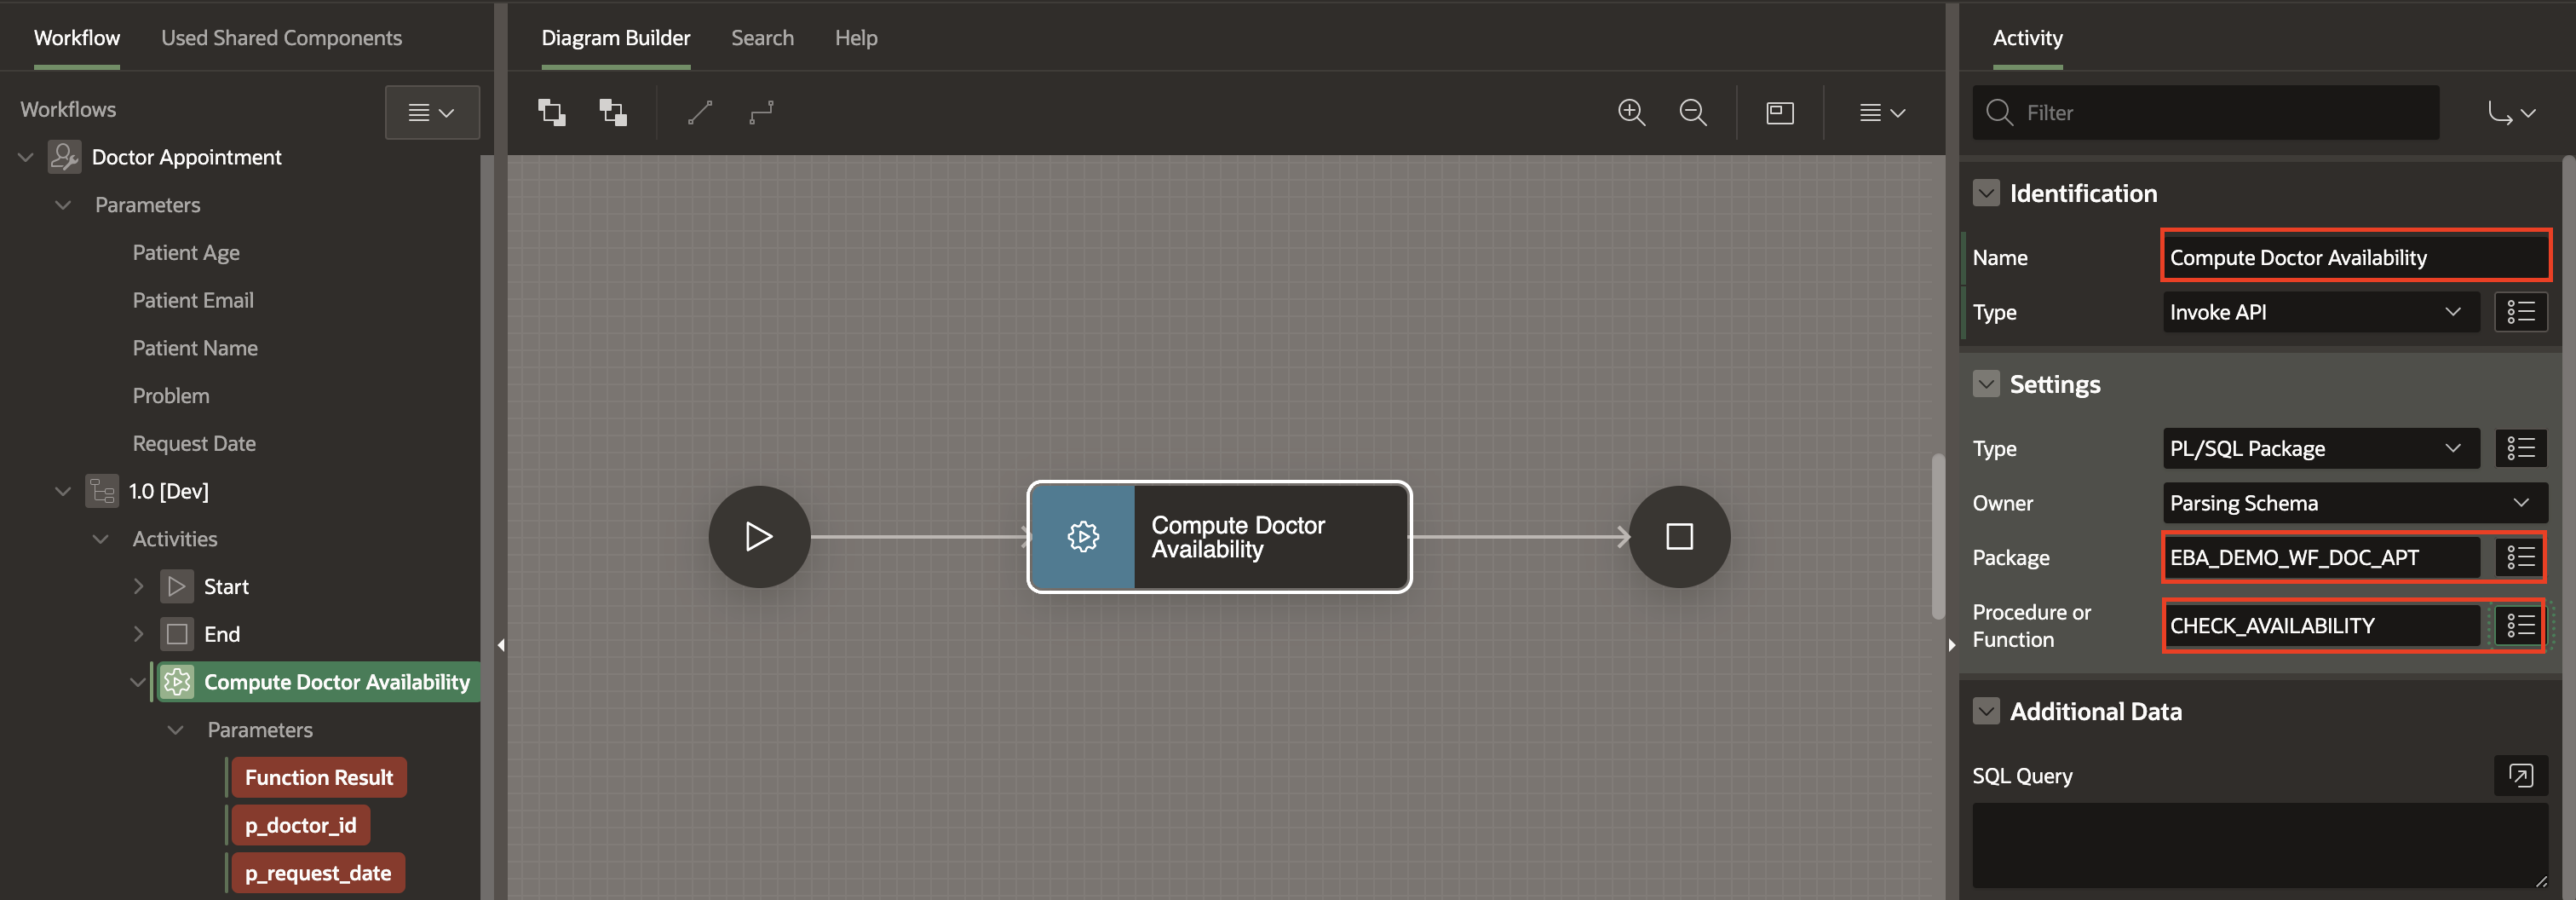 Workflow
Used Shared Components
Workflows
Doctor Appointment
Parameters
Patient Age
Patient Email
Patient Name
Problem
Request Date
1.0 [Dev]
Activities
Start
End
Compute Doctor Availability
Parameters
Function Result
p_doctor_id
p_request_date
Diagram Builder
Search
Help
Compute Doctor
Availability
Activity
Filter
Identification
Name
Compute Doctor Availability
Type
Invoke API
Settings
Type
PL/SQL Package
Owner
Parsing Schema
Package
EBA_DEMO_WF_DOC_APT
Procedure or
Function
CHECK_AVAILABILITY
Additional Data
SQL Query